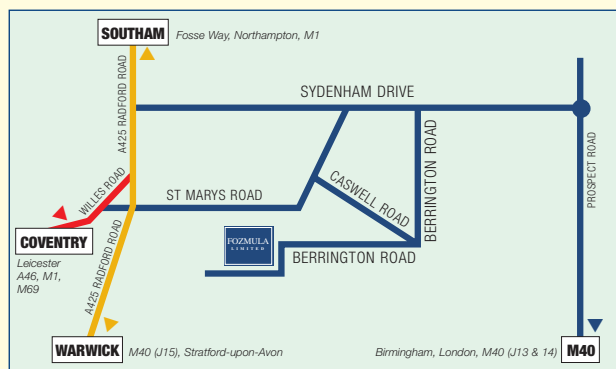 SOUTHAM
Fosse Way, Northampton, M1
SYDENHAM DRIVE
A425 RADFORD ROAD
WILLES ROAD
ST MARYS ROAD
CASWELL ROAD
BERRINGTON ROAD
PROSPECT ROAD
COVENTRY
Leicester
A46, M1,
M69
A425 RADFORD ROAD
FOZMULA
LIMITED
BERRINGTON ROAD
WARWICK
M40 (J15), Stratford-upon-Avon
Birmingham, London, M40 (J13 & 14)
M40